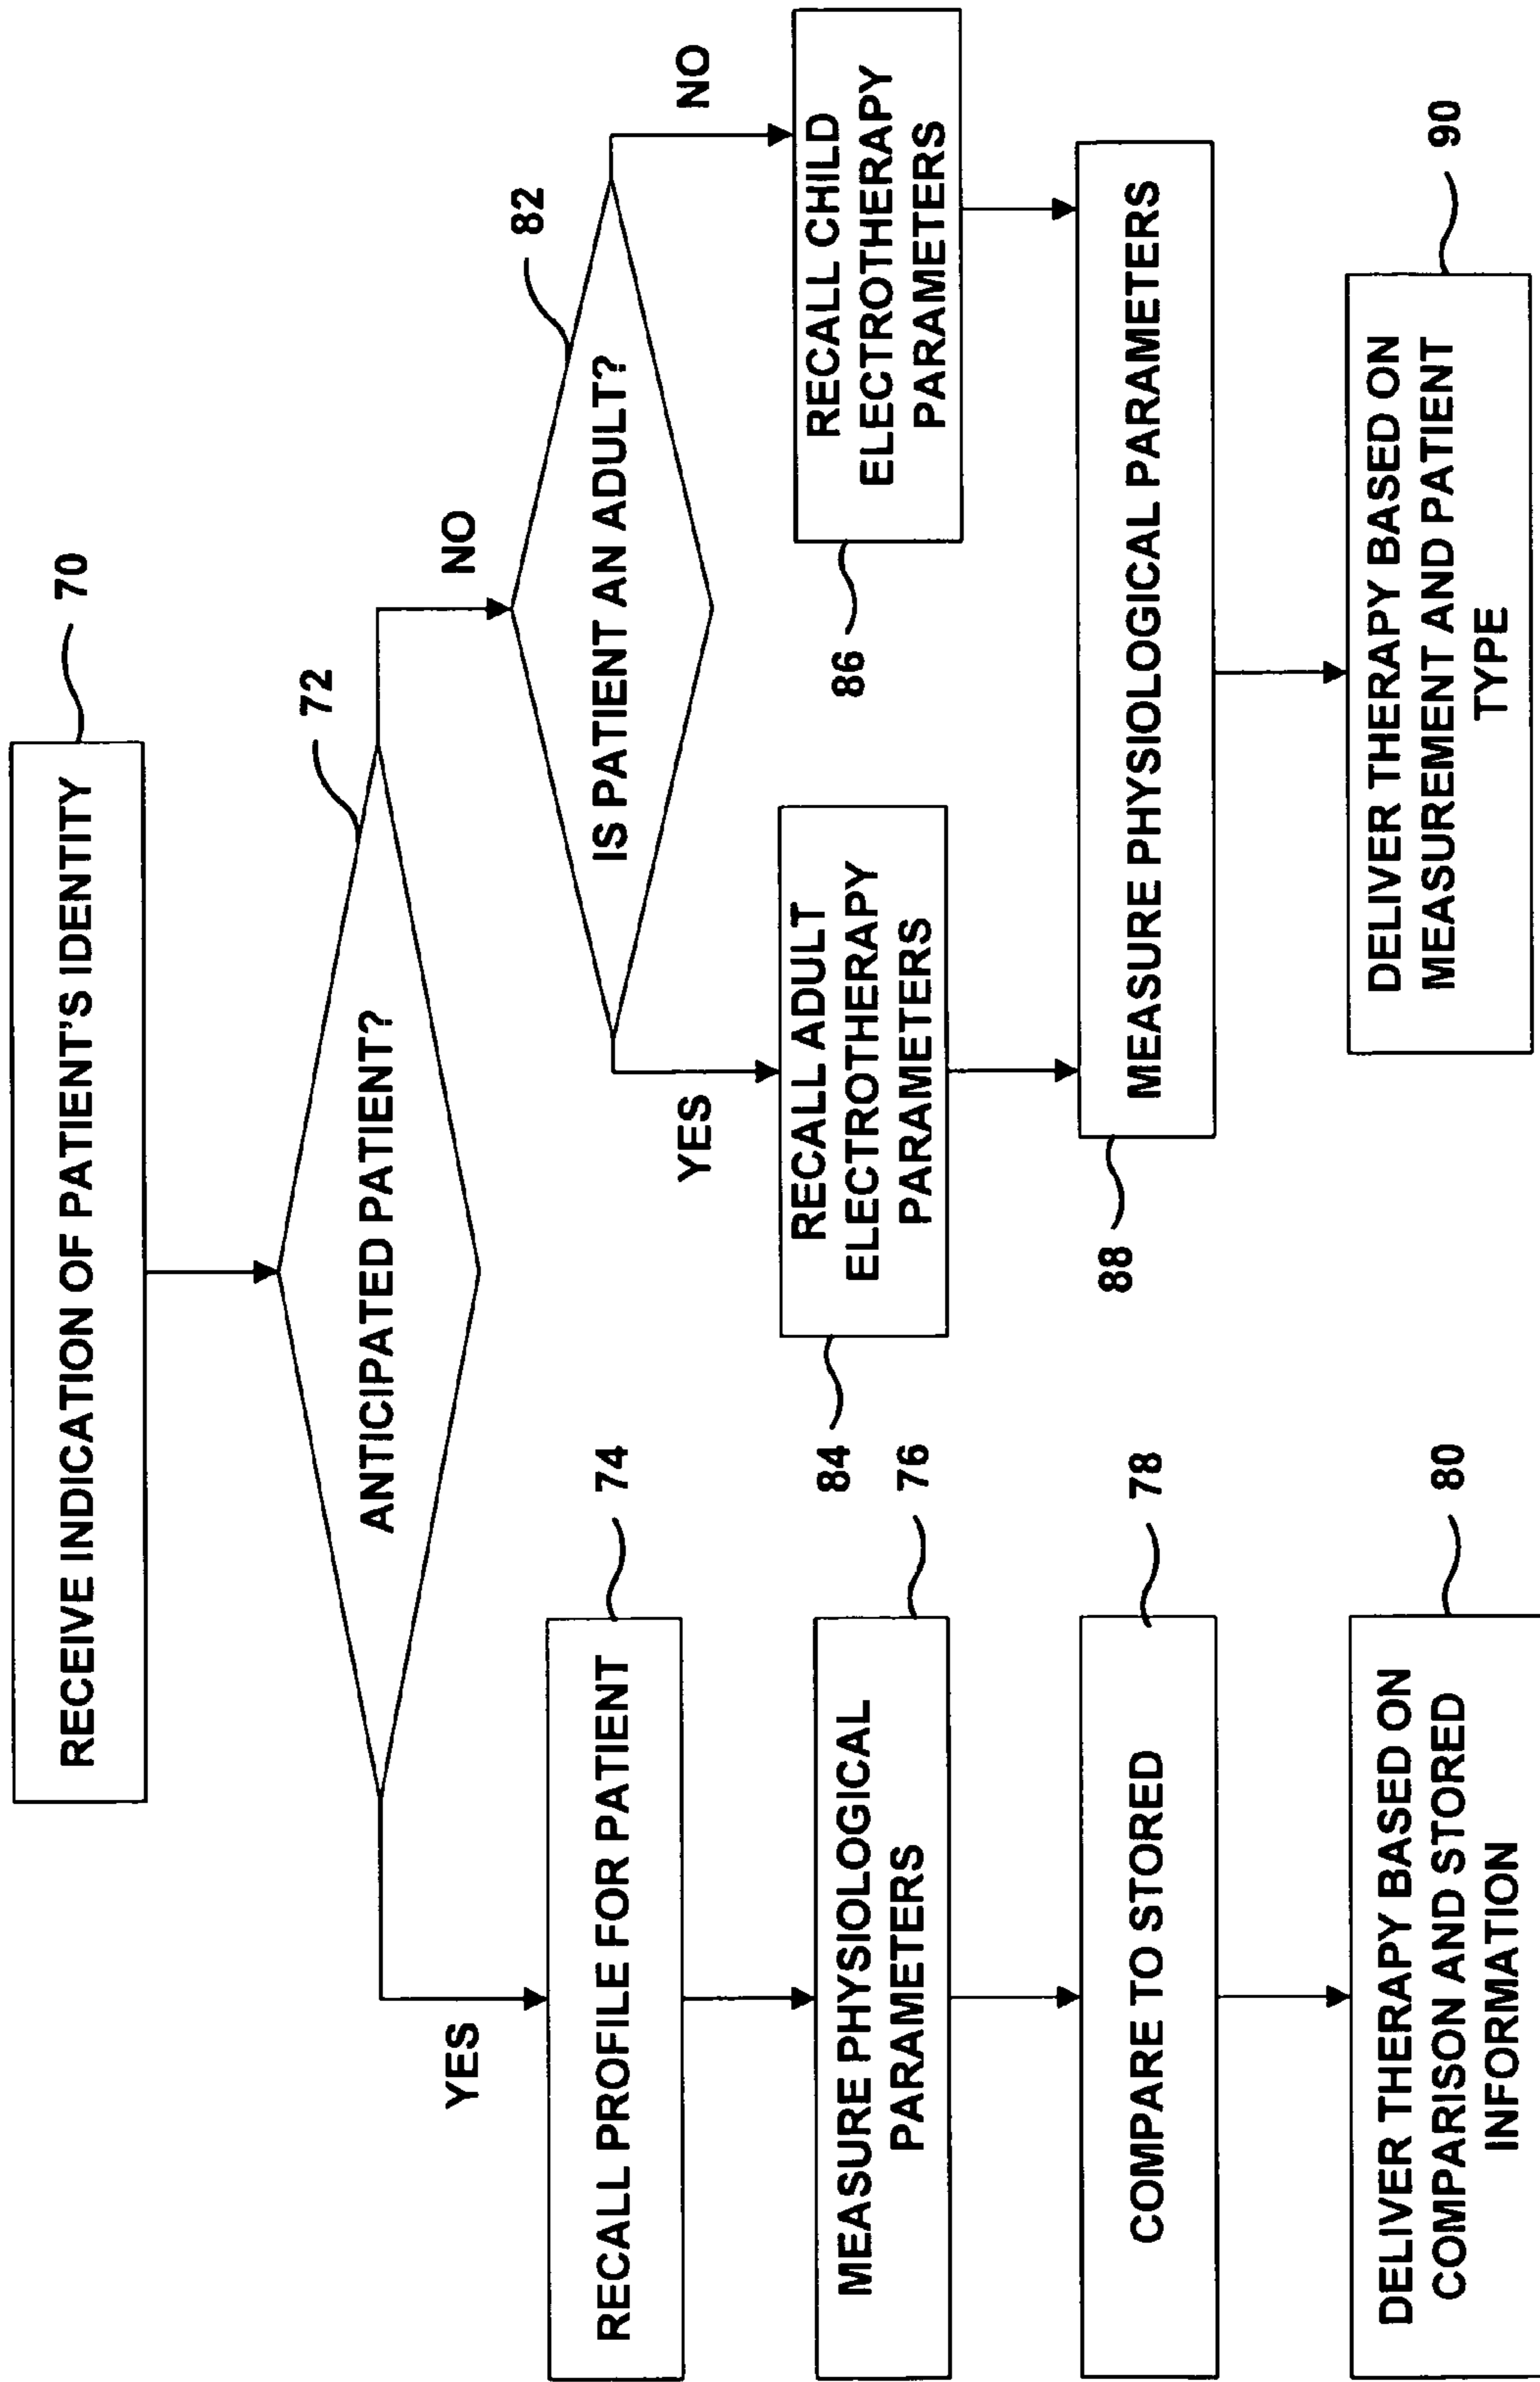 RECEIVE INDICATION OF PATIENT'S IDENTITY
70
ANTICIPATED PATIENT?
72
YES
NO
RECALL PROFILE FOR PATIENT
74
MEASURE PHYSIOLOGICAL
PARAMETERS
76
COMPARE TO STORED
78
DELIVER THERAPY BASED ON
COMPARISON AND STORED
INFORMATION
80
IS PATIENT AN ADULT?
82
YES
NO
84
RECALL ADULT
ELECTROTHERAPY
PARAMETERS
86
RECALL CHILD
ELECTROTHERAPY
PARAMETERS
88
MEASURE PHYSIOLOGICAL PARAMETERS
DELIVER THERAPY BASED ON
MEASUREMENT AND PATIENT
TYPE
90